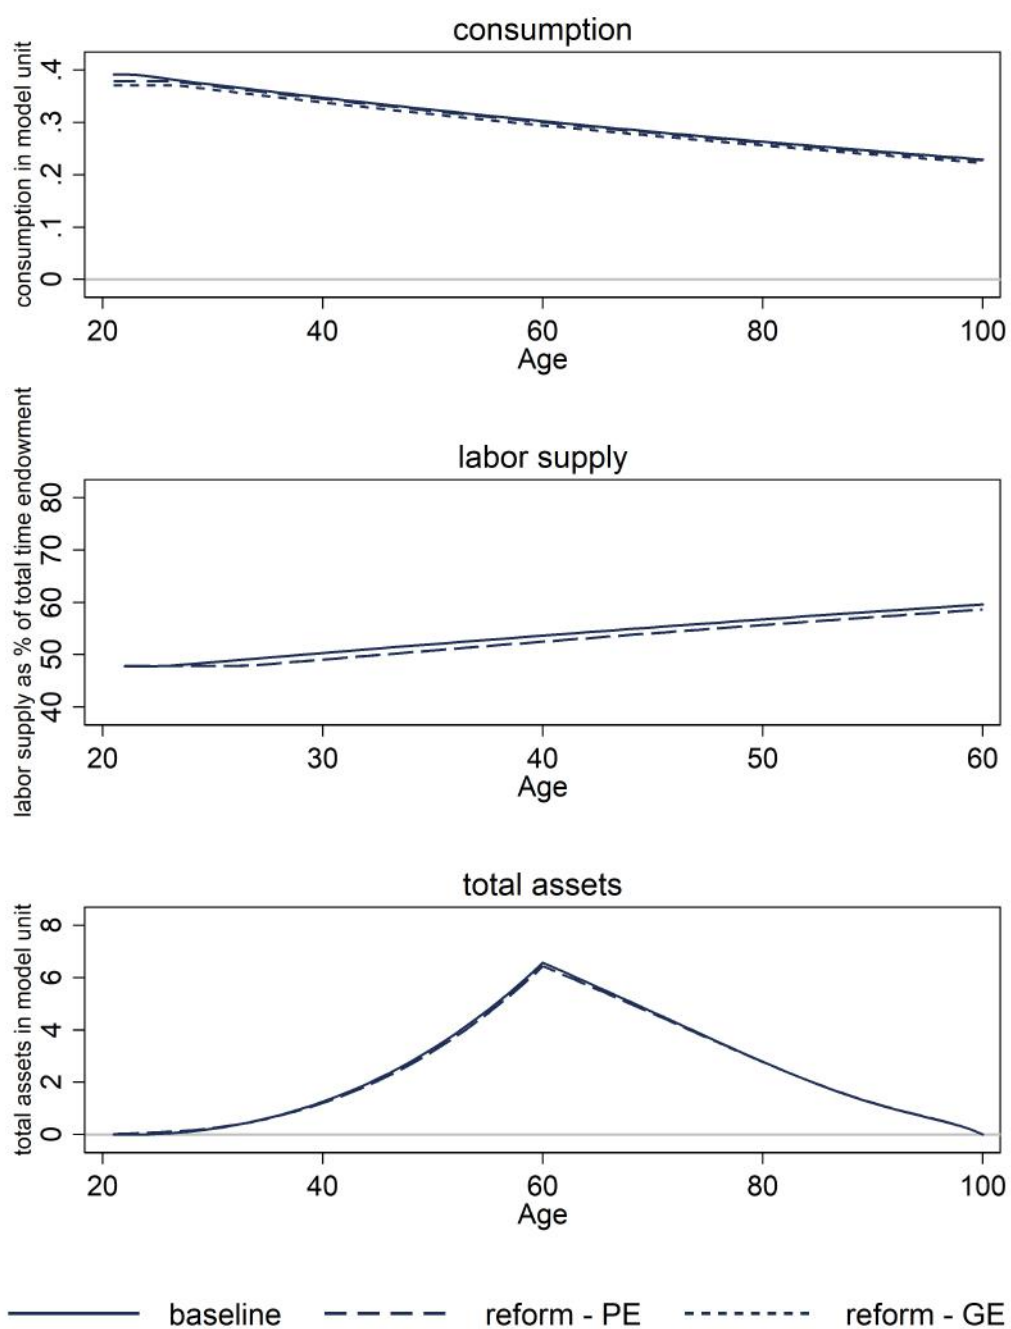 consumption
consumption in model unit
.4
.3
.2
.1
0
20 40 60 80 100
Age
labor supply
labor supply as % of total time endowment
80
70
60
50
40
20 30 40 50 60
Age
total assets
total assets in model unit
8
6
4
2
0
20 40 60 80 100
Age
baseline reform - PE reform - GE